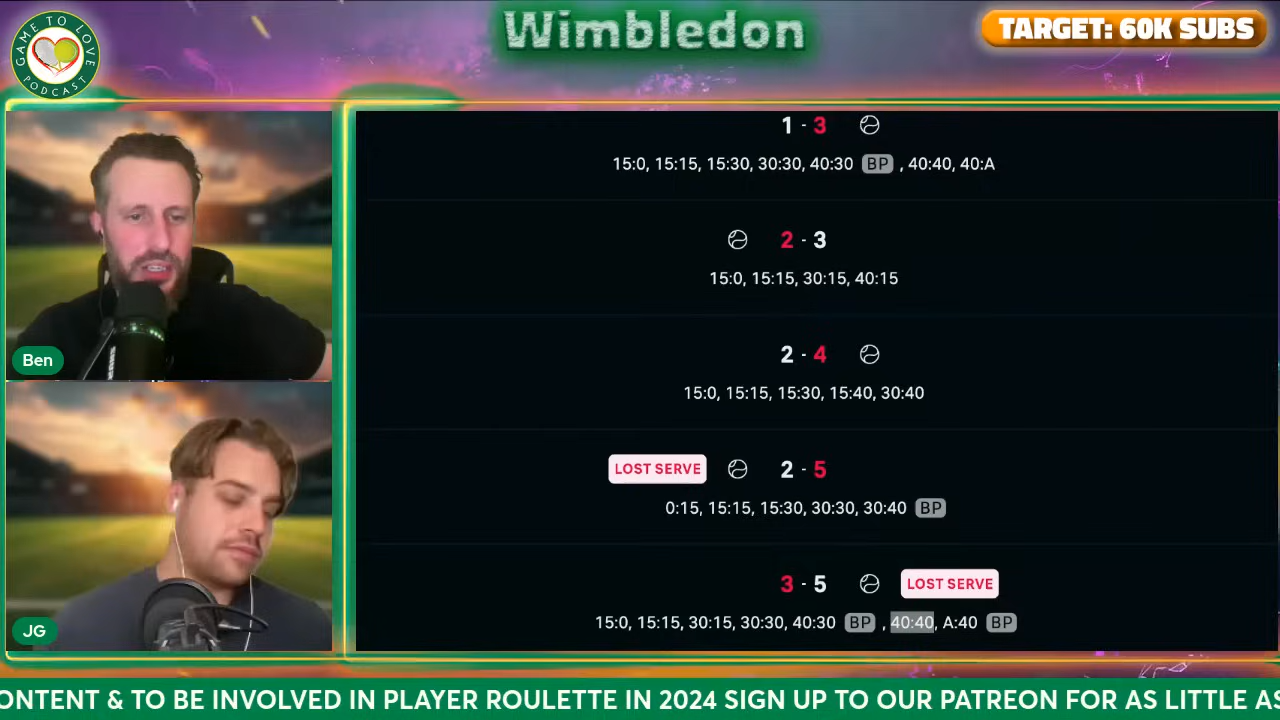 GAME TO LOVE
PODCAST
Wimbledon
TARGET: 60K SUBS
1 - 3
15:0, 15:15, 15:30, 30:30, 40:30 BP , 40:40, 40:A
2 - 3
15:0, 15:15, 30:15, 40:15
2 - 4
15:0, 15:15, 15:30, 15:40, 30:40
LOST SERVE 2 - 5
0:15, 15:15, 15:30, 30:30, 30:40 BP
3 - 5 LOST SERVE
15:0, 15:15, 30:15, 30:30, 40:30 BP , 40:40, A:40 BP
Ben
JG
ONTENT & TO BE INVOLVED IN PLAYER ROULETTE IN 2024 SIGN UP TO OUR PATREON FOR AS LITTLE AS